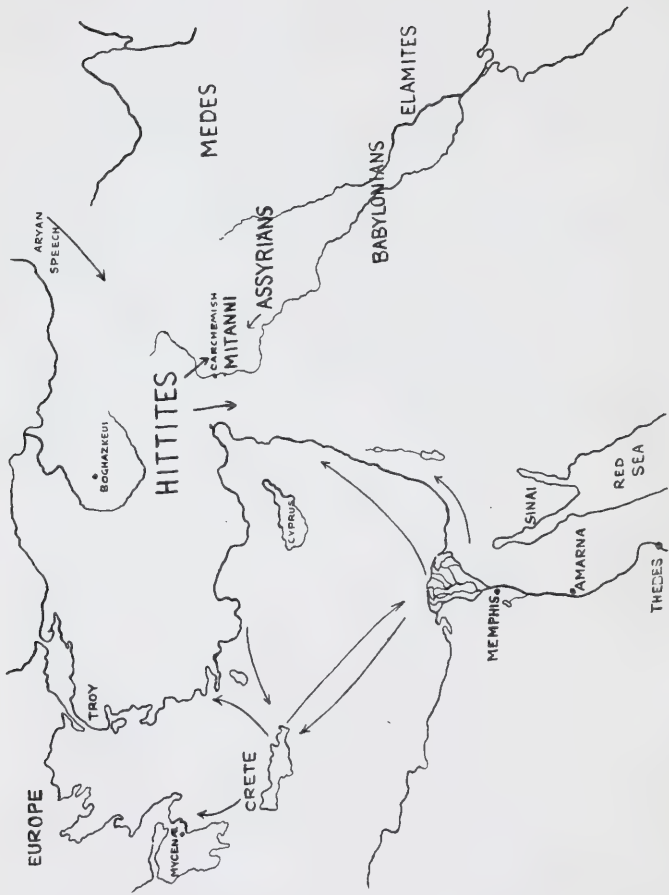 EUROPE
ARYAN
SPEECH
TROY
BOGHAZKEUI
HITTITES
MYCENÆ
MEDES
CARCHEMISH
MITANNI
CRETE
ASSYRIANS
CYPRUS
BABYLONIANS
ELAMITES
MEMPHIS
SINAI
AMARNA
RED
SEA
THEDES